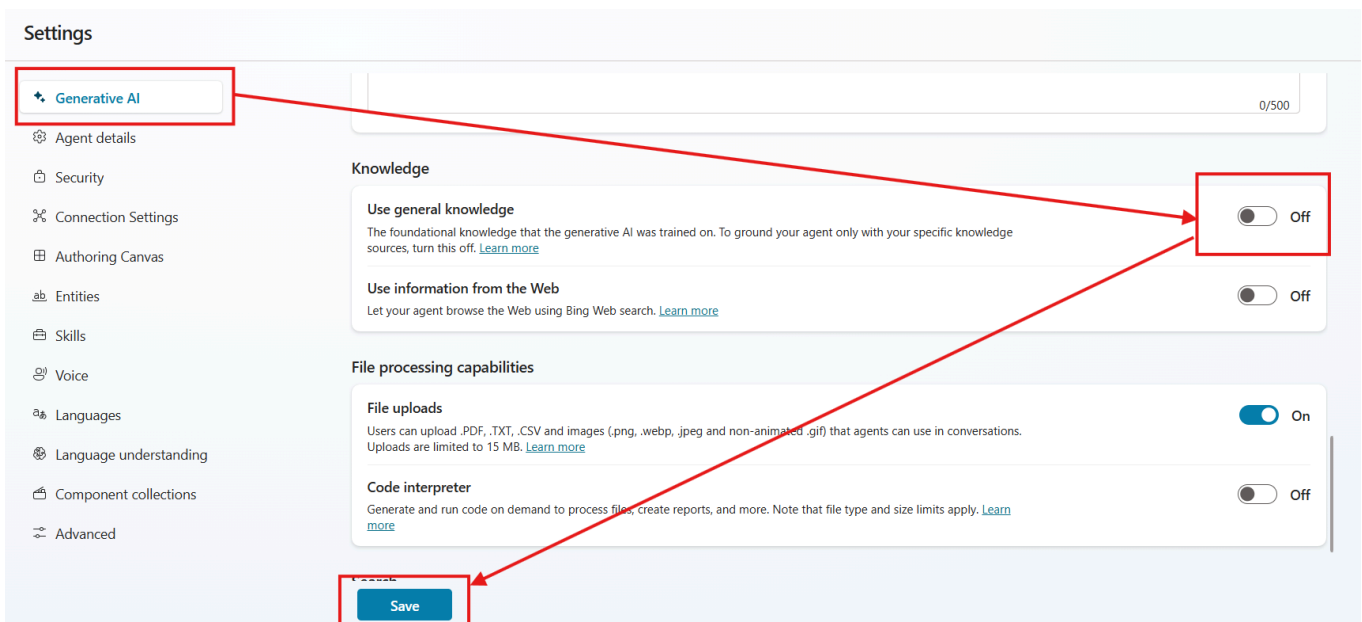 Settings
Generative AI
Agent details
Security
Connection Settings
Authoring Canvas
Entities
Skills
Voice
Languages
Language understanding
Component collections
Advanced
0/500
Knowledge
Use general knowledge
The foundational knowledge that the generative AI was trained on. To ground your agent only with your specific knowledge
sources, turn this off. Learn more
Off
Use information from the Web
Let your agent browse the Web using Bing Web search. Learn more
Off
File processing capabilities
File uploads
Users can upload .PDF, .TXT, .CSV and images (.png, .webp, .jpeg and non-animated .gif) that agents can use in conversations.
Uploads are limited to 15 MB. Learn more
On
Code interpreter
Generate and run code on demand to process files, create reports, and more. Note that file type and size limits apply. Learn
more
Off
Save